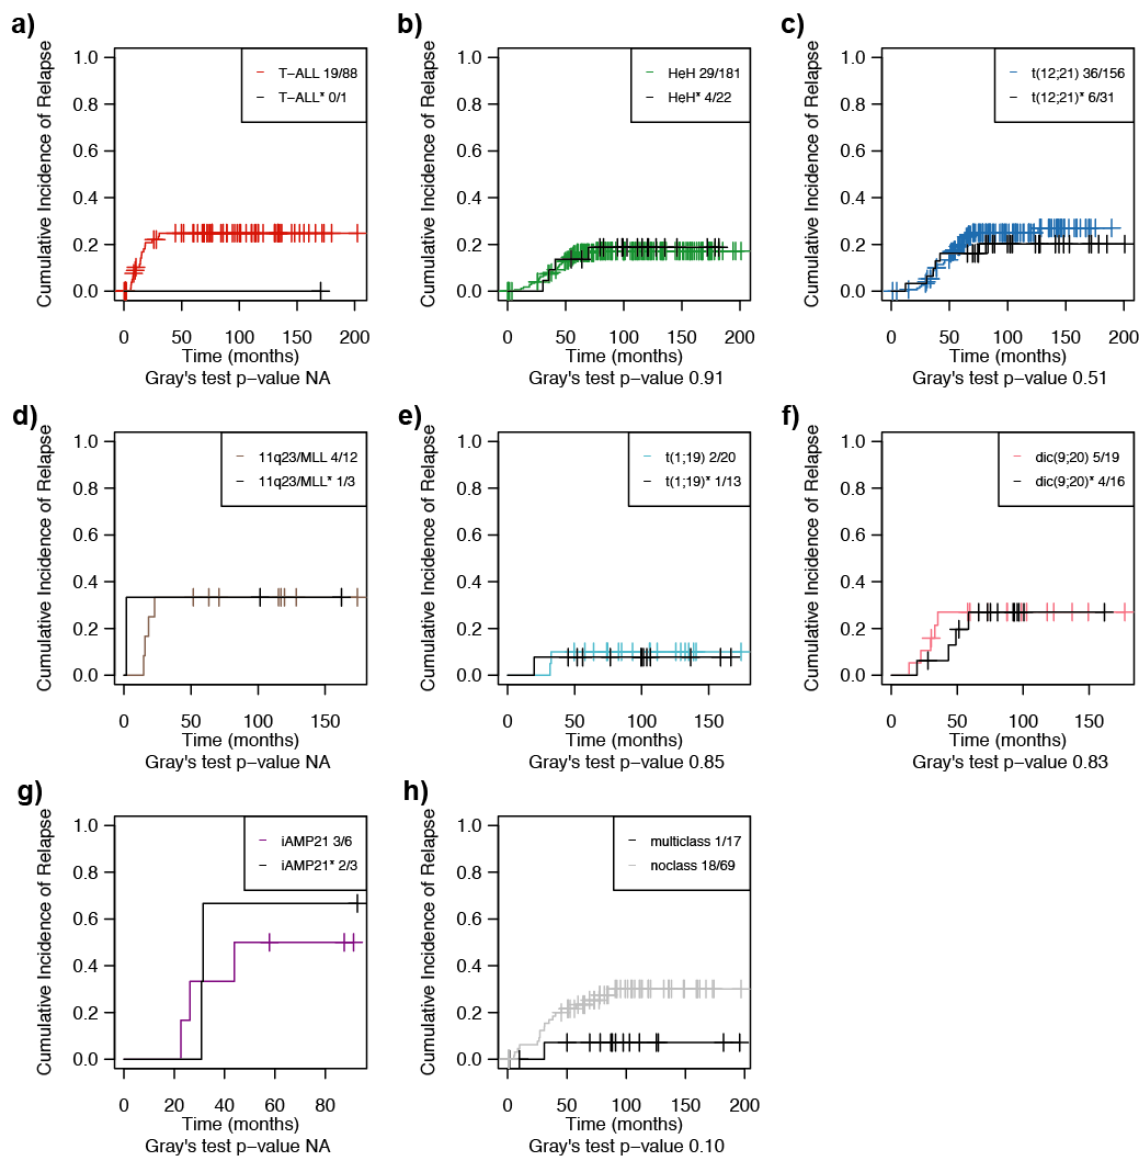 a)
1.0
0.8
0.6
0.4
0.2
0.0
Cumulative Incidence of Relapse
T−ALL 19/88
T−ALL* 0/1
0 50 100 150 200
Time (months)
Gray's test p−value NA
b)
1.0
0.8
0.6
0.4
0.2
0.0
Cumulative Incidence of Relapse
HeH 29/181
HeH* 4/22
0 50 100 150 200
Time (months)
Gray's test p−value 0.91
c)
1.0
0.8
0.6
0.4
0.2
0.0
Cumulative Incidence of Relapse
t(12;21) 36/156
t(12;21)* 6/31
0 50 100 150 200
Time (months)
Gray's test p−value 0.51
d)
1.0
0.8
0.6
0.4
0.2
0.0
Cumulative Incidence of Relapse
11q23/MLL 4/12
11q23/MLL* 1/3
0 50 100 150
Time (months)
Gray's test p−value NA
e)
1.0
0.8
0.6
0.4
0.2
0.0
Cumulative Incidence of Relapse
t(1;19) 2/20
t(1;19)* 1/13
0 50 100 150
Time (months)
Gray's test p−value 0.85
f)
1.0
0.8
0.6
0.4
0.2
0.0
Cumulative Incidence of Relapse
dic(9;20) 5/19
dic(9;20)* 4/16
0 50 100 150
Time (months)
Gray's test p−value 0.83
g)
1.0
0.8
0.6
0.4
0.2
0.0
Cumulative Incidence of Relapse
iAMP21 3/6
iAMP21* 2/3
0 20 40 60 80
Time (months)
Gray's test p−value NA
h)
1.0
0.8
0.6
0.4
0.2
0.0
Cumulative Incidence of Relapse
multiclass 1/17
noclass 18/69
0 50 100 150 200
Time (months)
Gray's test p−value 0.10